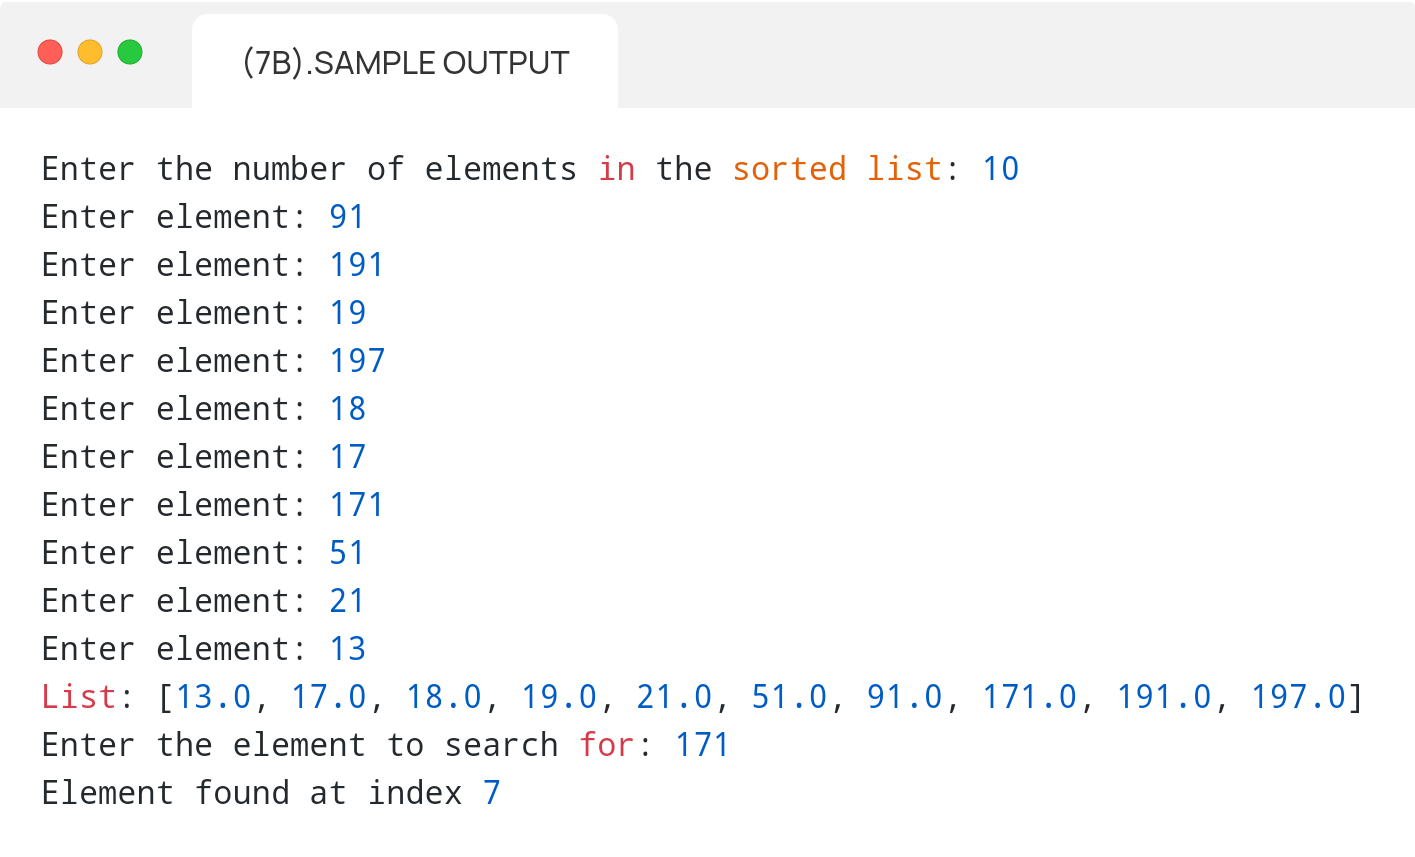 (7B).SAMPLE OUTPUT
Enter the number of elements in the sorted list: 10
Enter element: 91
Enter element: 191
Enter element: 19
Enter element: 197
Enter element: 18
Enter element: 17
Enter element: 171
Enter element: 51
Enter element: 21
Enter element: 13
List: [13.0, 17.0, 18.0, 19.0, 21.0, 51.0, 91.0, 171.0, 191.0, 197.0]
Enter the element to search for: 171
Element found at index 7